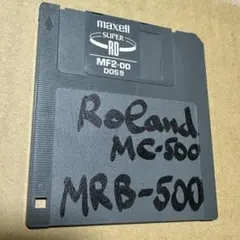 maxell
SUPER
RD
MF2-DD
DOS 9
Roland
MC-500
MRB-500